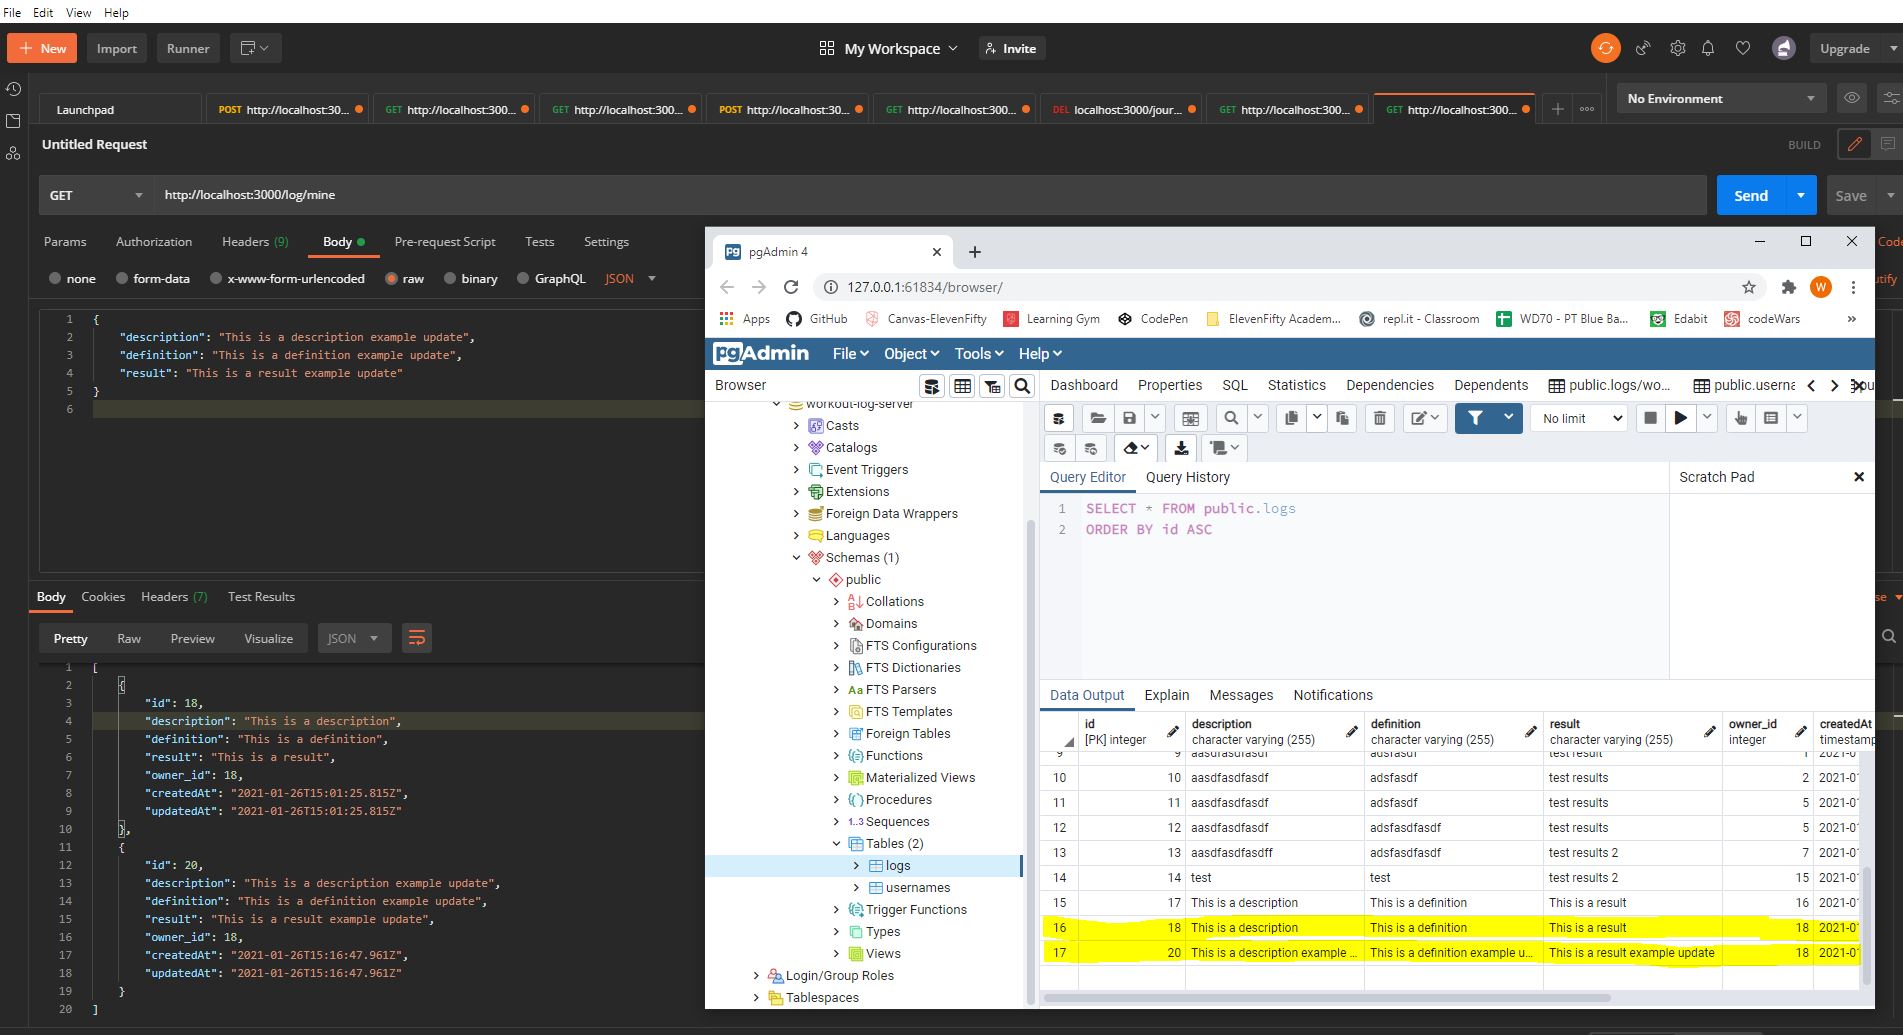 File Edit View Help
+ New Import Runner My Workspace Invite Upgrade
Launchpad POST http://localhost:30... GET http://localhost:300... GET http://localhost:300... POST http://localhost:30... GET http://localhost:300... DEL localhost:3000/jour... GET http://localhost:300... GET http://localhost:300... + No Environment
Untitled Request BUILD
GET http://localhost:3000/log/mine Send Save
Params Authorization Headers (9) Body Pre-request Script Tests Settings
none form-data x-www-form-urlencoded raw binary GraphQL JSON
1 {
2 "description": "This is a description example update",
3 "definition": "This is a definition example update",
4 "result": "This is a result example update"
5 }
6
Body Cookies Headers (7) Test Results
Pretty Raw Preview Visualize JSON
1 [
2 {
3 "id": 18,
4 "description": "This is a description",
5 "definition": "This is a definition",
6 "result": "This is a result",
7 "owner_id": 18,
8 "createdAt": "2021-01-26T15:01:25.815Z",
9 "updatedAt": "2021-01-26T15:01:25.815Z"
10 },
11 {
12 "id": 20,
13 "description": "This is a description example update",
14 "definition": "This is a definition example update",
15 "result": "This is a result example update",
16 "owner_id": 18,
17 "createdAt": "2021-01-26T15:16:47.961Z",
18 "updatedAt": "2021-01-26T15:16:47.961Z"
19 }
20 ]
pgAdmin 4
127.0.0.1:61834/browser/ W
Apps GitHub Canvas-ElevenFifty Learning Gym CodePen ElevenFifty Academ... repl.it - Classroom WD70 - PT Blue Ba... Edabit codeWars »
pgAdmin File Object Tools Help
Browser
workout-log-server
Casts
Catalogs
Event Triggers
Extensions
Foreign Data Wrappers
Languages
Schemas (1)
public
Collations
Domains
FTS Configurations
FTS Dictionaries
Aa FTS Parsers
FTS Templates
Foreign Tables
Functions
Materialized Views
Procedures
1..3 Sequences
Tables (2)
logs
usernames
Trigger Functions
Types
Views
Login/Group Roles
Tablespaces
Dashboard Properties SQL Statistics Dependencies Dependents public.logs/wo... public.userna
No limit
Query Editor Query History Scratch Pad
1 SELECT * FROM public.logs
2 ORDER BY id ASC
Data Output Explain Messages Notifications
id description definition result owner_id createdAt
[PK] integer character varying (255) character varying (255) character varying (255) integer timestamp
9 9 aasdfasdfasdf adsfasdf test result 1 2021-0
10 10 aasdfasdfasdf adsfasdf test results 2 2021-0
11 11 aasdfasdfasdf adsfasdf test results 5 2021-0
12 12 aasdfasdfasdf adsfasdfasdf test results 5 2021-0
13 13 aasdfasdfasdff adsfasdfasdf test results 2 7 2021-0
14 14 test test test results 2 15 2021-0
15 17 This is a description This is a definition This is a result 16 2021-0
16 18 This is a description This is a definition This is a result 18 2021-0
17 20 This is a description example ... This is a definition example u... This is a result example update 18 2021-0